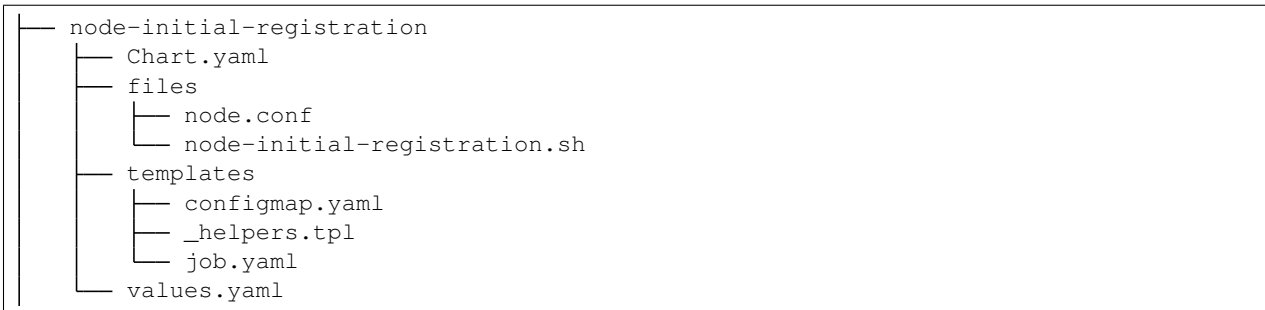 ├── node-initial-registration
│   ├── Chart.yaml
│   ├── files
│   │   ├── node.conf
│   │   └── node-initial-registration.sh
│   ├── templates
│   │   ├── configmap.yaml
│   │   ├── _helpers.tpl
│   │   └── job.yaml
│   └── values.yaml